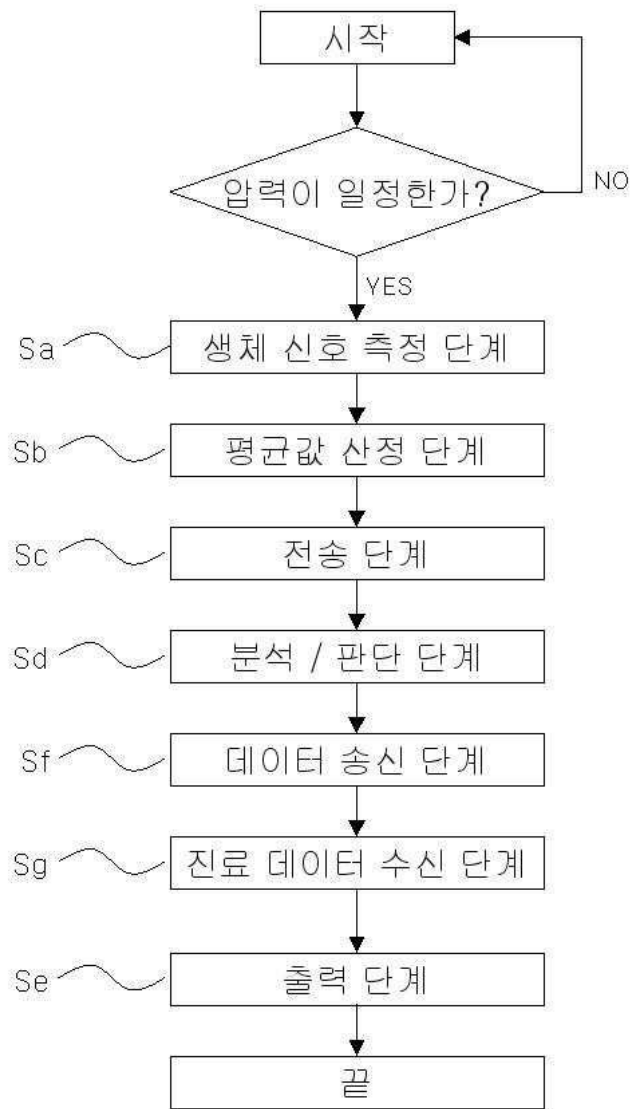 시작
압력이 일정한가?
NO
YES
Sa 생체 신호 측정 단계
Sb 평균값 산정 단계
Sc 전송 단계
Sd 분석 / 판단 단계
Sf 데이터 송신 단계
Sg 진료 데이터 수신 단계
Se 출력 단계
끝